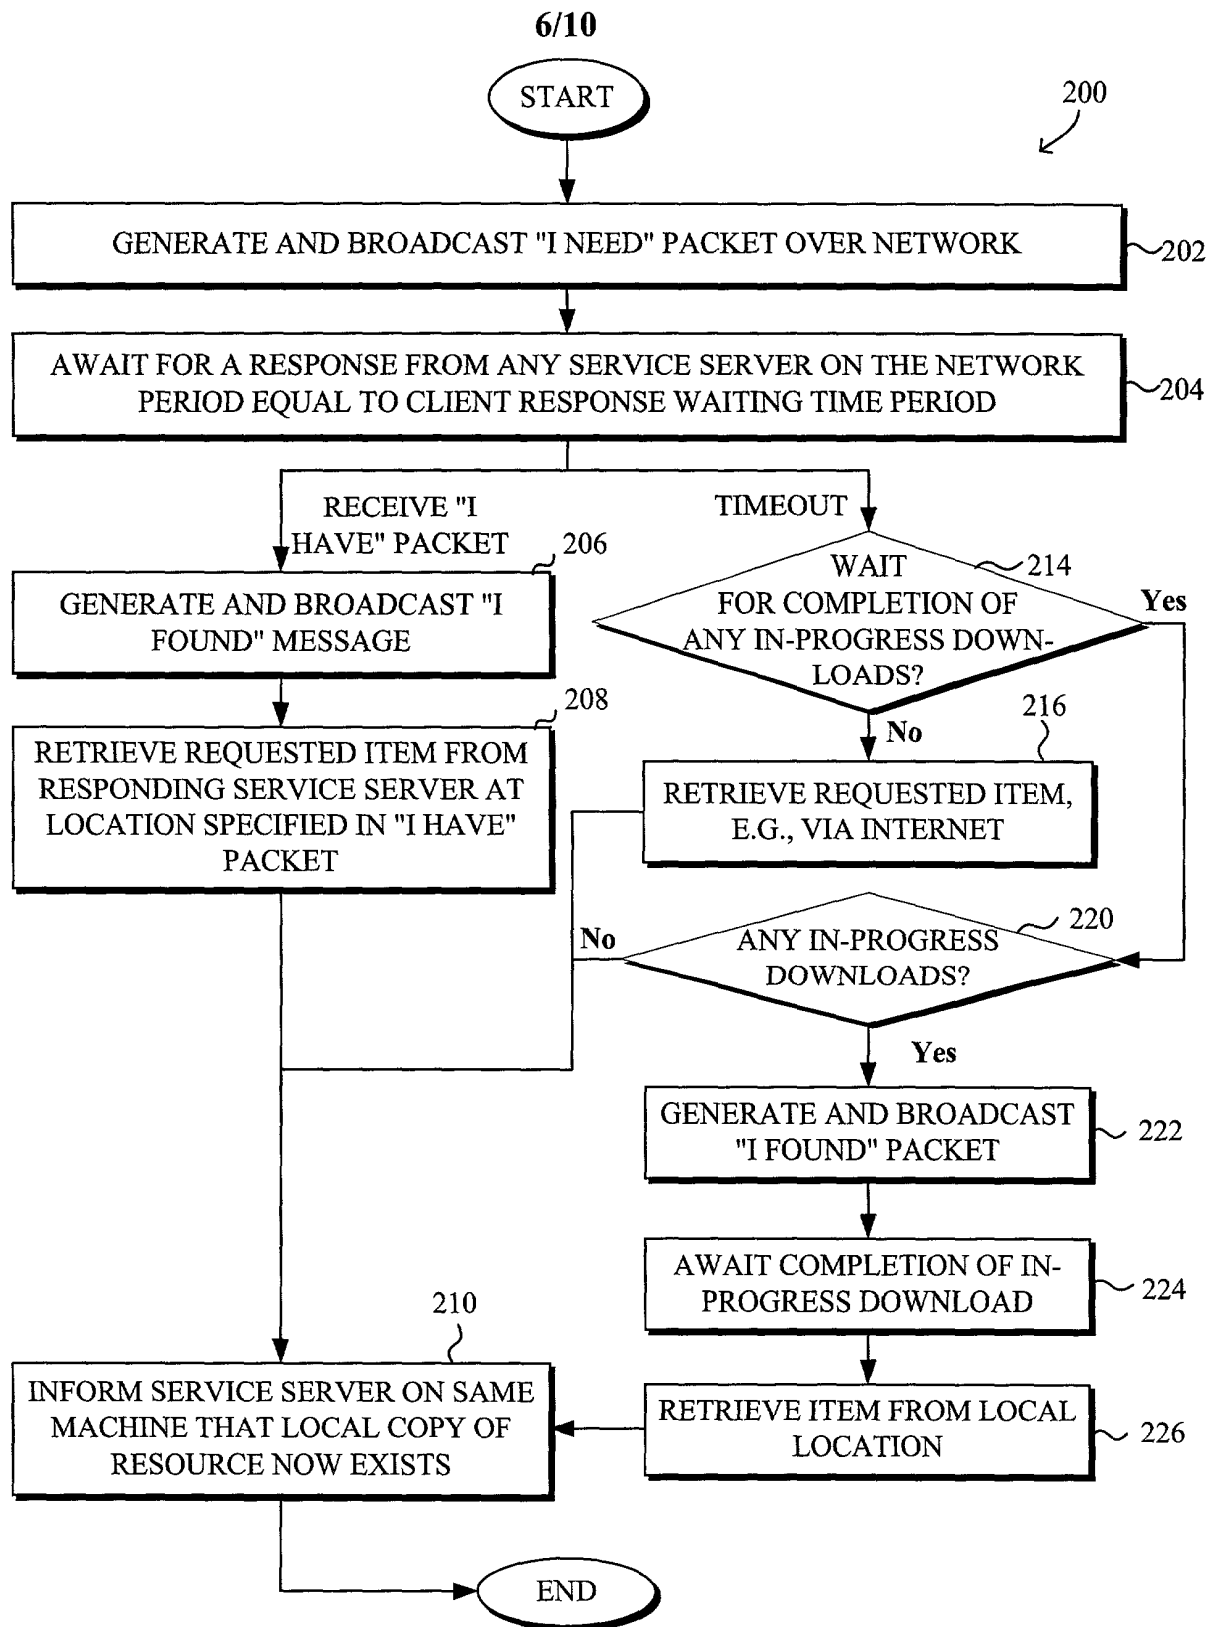 6/10
START
200
GENERATE AND BROADCAST "I NEED" PACKET OVER NETWORK
202
AWAIT FOR A RESPONSE FROM ANY SERVICE SERVER ON THE NETWORK
PERIOD EQUAL TO CLIENT RESPONSE WAITING TIME PERIOD
204
RECEIVE "I
HAVE" PACKET
TIMEOUT
206
GENERATE AND BROADCAST "I
FOUND" MESSAGE
214
WAIT
FOR COMPLETION OF
ANY IN-PROGRESS DOWN-
LOADS?
Yes
No
208
RETRIEVE REQUESTED ITEM FROM
RESPONDING SERVICE SERVER AT
LOCATION SPECIFIED IN "I HAVE"
PACKET
216
RETRIEVE REQUESTED ITEM,
E.G., VIA INTERNET
220
No
ANY IN-PROGRESS
DOWNLOADS?
Yes
GENERATE AND BROADCAST
"I FOUND" PACKET
222
AWAIT COMPLETION OF IN-
PROGRESS DOWNLOAD
224
210
INFORM SERVICE SERVER ON SAME
MACHINE THAT LOCAL COPY OF
RESOURCE NOW EXISTS
RETRIEVE ITEM FROM LOCAL
LOCATION
226
END